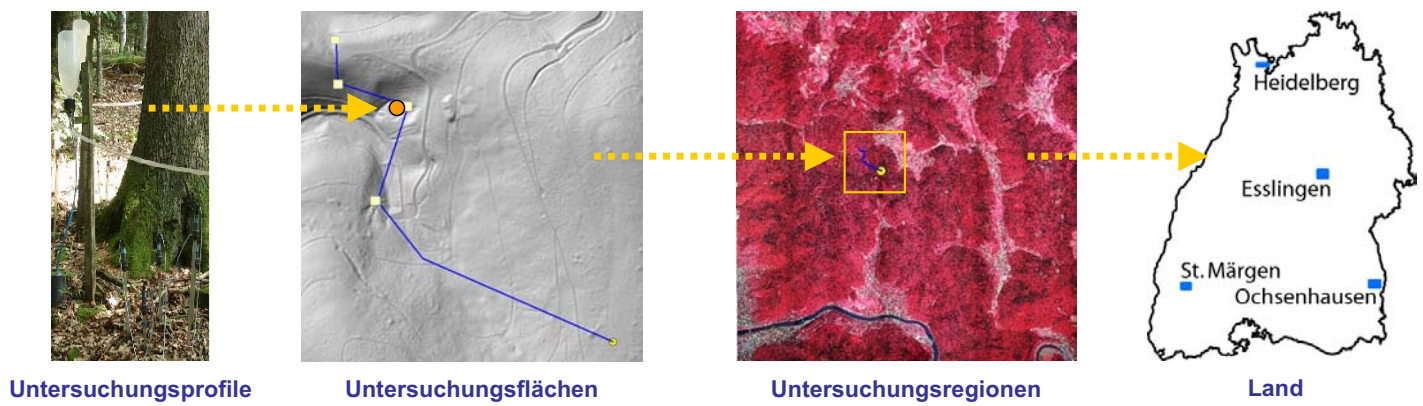 Heidelberg
Esslingen
St. Märgen
Ochsenhausen
Untersuchungsprofile
Untersuchungsflächen
Untersuchungsregionen
Land